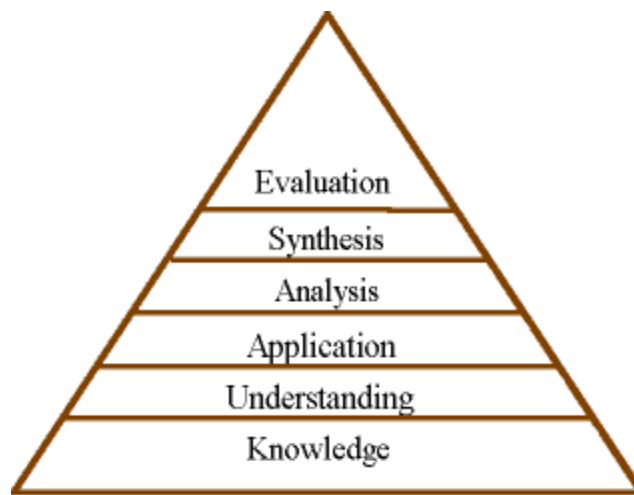 Evaluation
Synthesis
Analysis
Application
Understanding
Knowledge